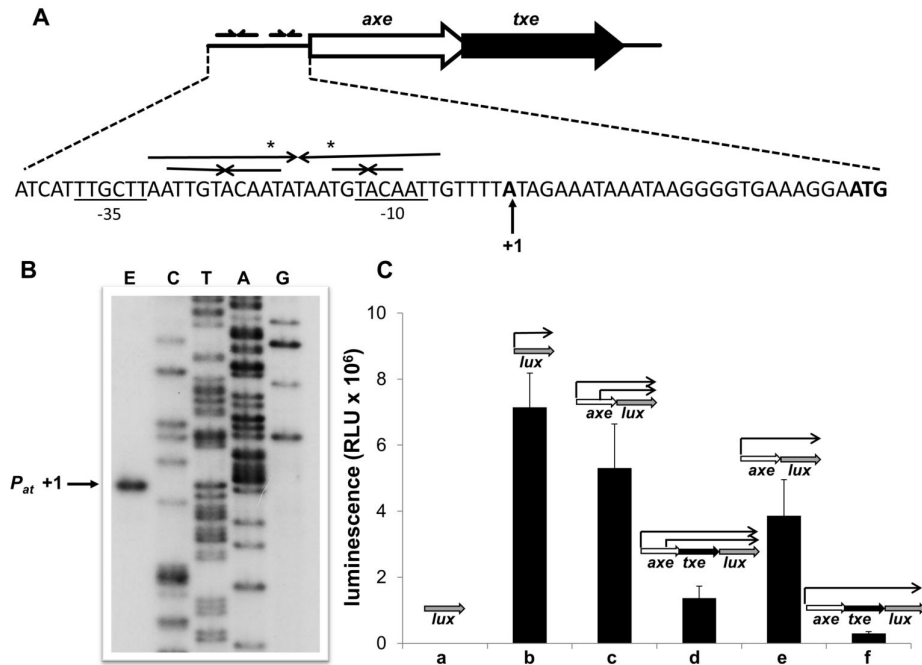 A
axe txe
* *
ATCATTTGCTTAATTGTACAATATAATGTACAATTGTTTTATAGAAATAAATAAGGGGTGAAAGGAATG
-35 -10
+1
B
E C T A G
Pat +1
C
luminescence (RLU x 10⁶)
10
8
6
4
2
0
lux
lux
axe lux
axe txe lux
axe lux
axe txe lux
a b c d e f